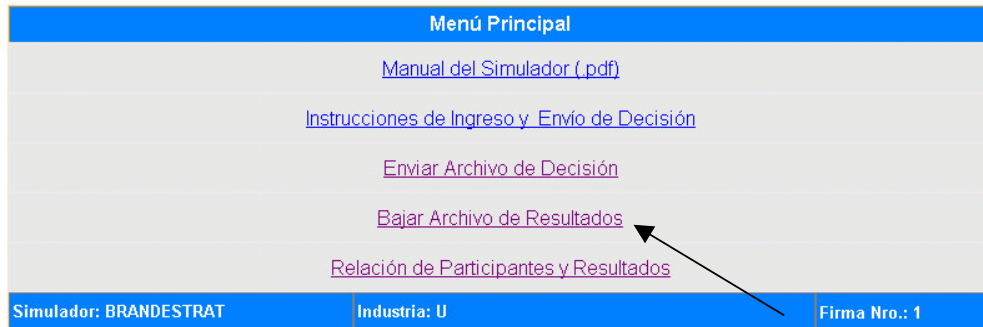 Menú Principal
Manual del Simulador (.pdf)
Instrucciones de Ingreso y Envío de Decisión
Enviar Archivo de Decisión
Bajar Archivo de Resultados
Relación de Participantes y Resultados
Simulador: BRANDESTRAT Industria: U Firma Nro.: 1